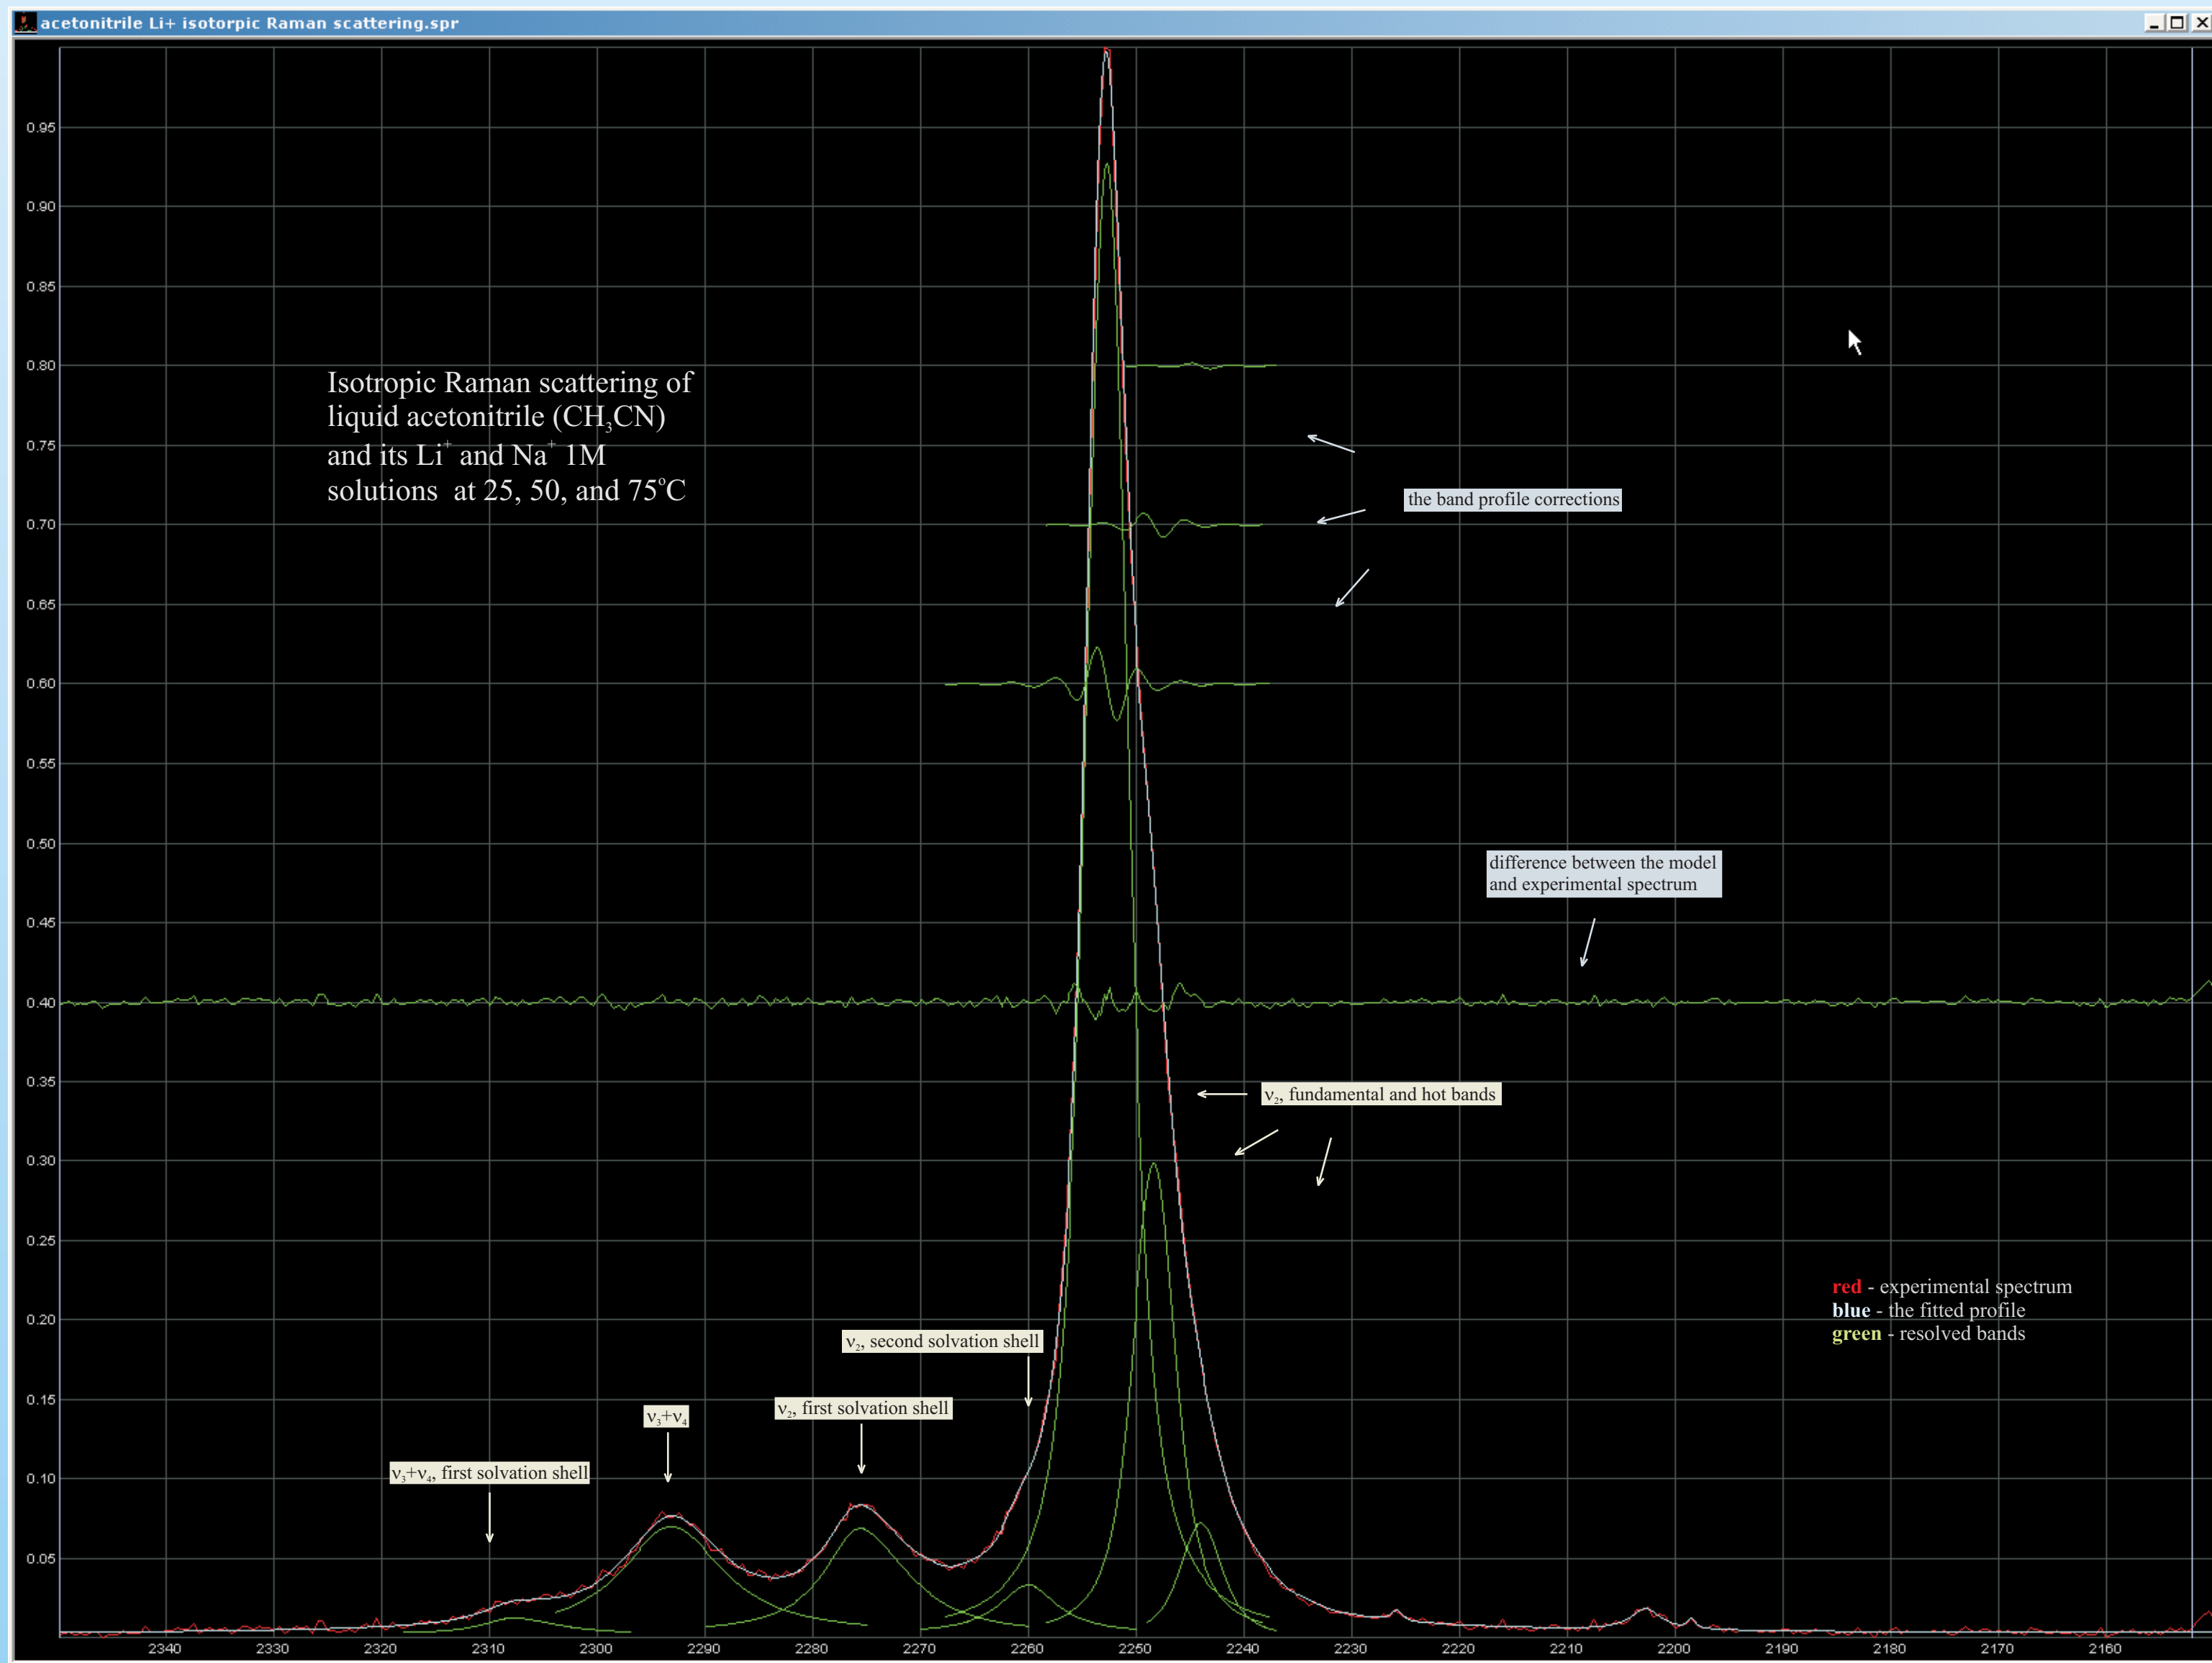 acetonitrile Li+ isotorpic Raman scattering.spr
0.95
0.90
0.85
0.80
Isotropic Raman scattering of
liquid acetonitrile (CH₃CN)
and its Li⁺ and Na⁺ 1M
solutions at 25, 50, and 75°C
0.75
the band profile corrections
0.70
0.65
0.60
0.55
0.50
difference between the model
and experimental spectrum
0.45
0.40
0.35
ν₂, fundamental and hot bands
0.30
0.25
red - experimental spectrum
blue - the fitted profile
green - resolved bands
0.20
ν₂, second solvation shell
0.15
ν₂, first solvation shell
ν₃+ν₄
ν₃+ν₄, first solvation shell
0.10
0.05
2340 2330 2320 2310 2300 2290 2280 2270 2260 2250 2240 2230 2220 2210 2200 2190 2180 2170 2160